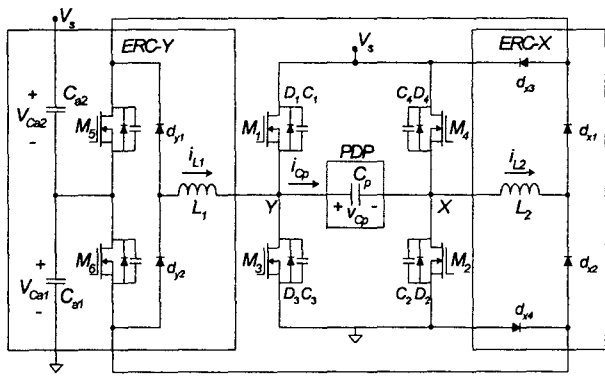 V_s
ERC-Y
V_s
ERC-X
+
V_Ca2
-
C_a2
M_5
d_y1
D_1 C_1
M_1
C_4 D_4
M_4
d_x3
d_x1
i_L1
L_1
i_Cp
PDP
C_p
+ v_Cp -
Y
X
i_L2
L_2
+
V_Ca1
-
C_a1
M_6
d_y2
M_3
D_3 C_3
C_2 D_2
M_2
d_x4
d_x2